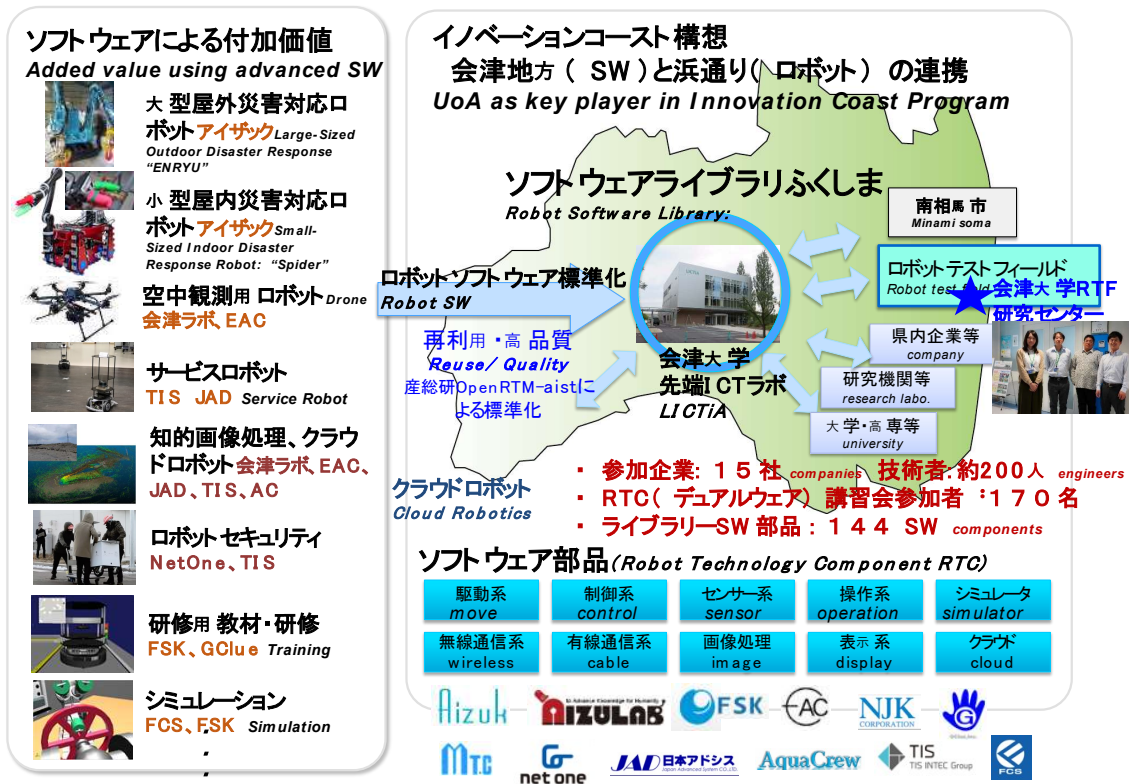 ソフトウェアによる付加価値
Added value using advanced SW
大型屋外災害対応ロ
ボットアイザックLarge-Sized
Outdoor Disaster Response
“ENRYU”
小型屋内災害対応ロ
ボットアイザックSmall-
Sized Indoor Disaster
Response Robot: “Spider”
空中観測用ロボットDrone
会津ラボ、EAC
サービスロボット
TIS JAD Service Robot
知的画像処理、クラウ
ドロボット会津ラボ、EAC、
JAD、TIS、AC
ロボットセキュリティ
NetOne、TIS
研修用教材・研修
FSK、GClue Training
シミュレーション
FCS、FSK Simulation
・
・
イノベーションコースト構想
会津地方(SW)と浜通り(ロボット)の連携
UoA as key player in Innovation Coast Program
ソフトウェアライブラリふくしま
Robot Software Library:
南相馬市
Minami soma
ロボットテストフィールド
Robot test field
会津大学RTF
研究センター
ロボットソフトウェア標準化
Robot SW
再利用・高品質
Reuse/ Quality
産総研OpenRTM-aistに
よる標準化
会津大学
先端ICTラボ
LICTiA
県内企業等
company
研究機関等
research labo.
大学・高専等
university
クラウドロボット
Cloud Robotics
・ 参加企業:15社 companies 技術者:約200人 engineers
・ RTC(デュアルウェア)講習会参加者:170名
・ ライブラリーSW部品:144 SW components
ソフトウェア部品(Robot Technology Component RTC)
駆動系
move
制御系
control
センサー系
sensor
操作系
operation
シミュレータ
simulator
無線通信系
wireless
有線通信系
cable
画像処理
image
表示系
display
クラウド
cloud
Aizuk
AIZULAB
FSK
EAC
NJK
CORPORATION
G
MTC
net one
JAD 日本アドシス
Japan Advanced System CO.,LTD.
AquaCrew
TIS
TIS INTEC Group
FCS